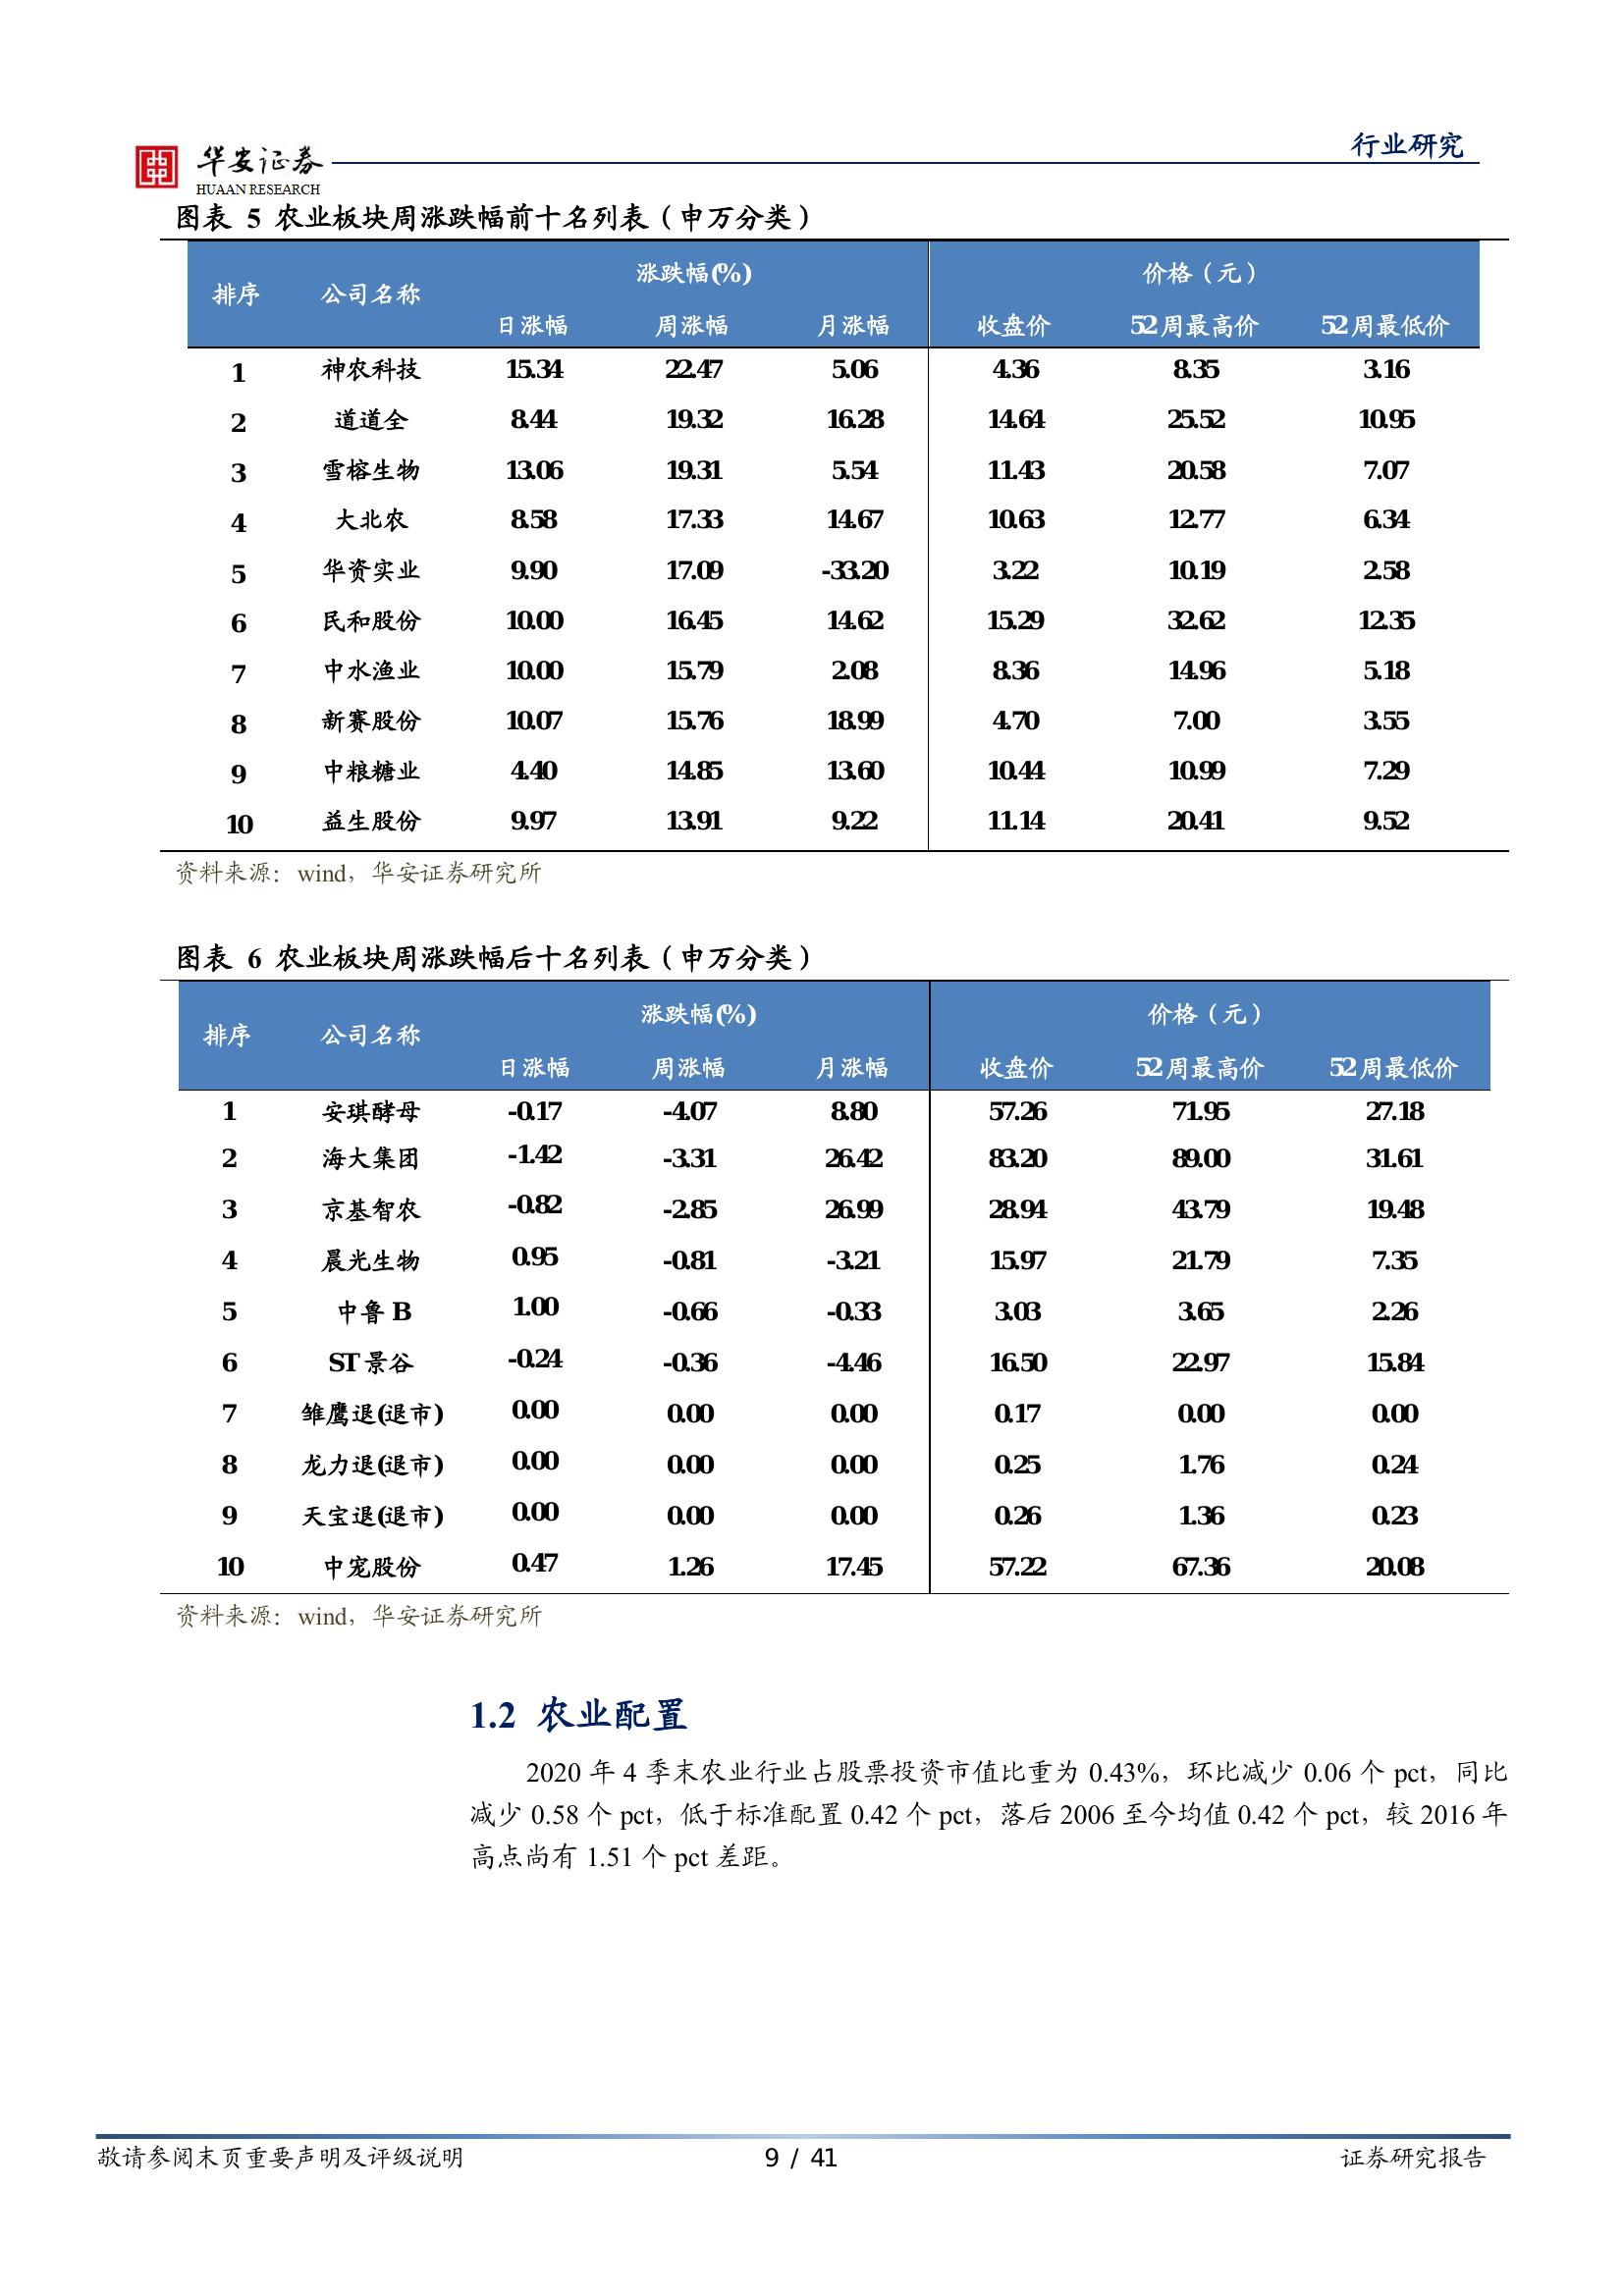 行业研究
华安证券
HUAAN RESEARCH
图表 5 农业板块周涨跌幅前十名列表（申万分类）
排序 公司名称 涨跌幅(%) 价格（元）
日涨幅 周涨幅 月涨幅 收盘价 52周最高价 52周最低价
1 神农科技 15.34 22.47 5.06 4.36 8.35 3.16
2 道道全 8.44 19.32 16.28 14.64 25.52 10.95
3 雪榕生物 13.06 19.31 5.54 11.43 20.58 7.07
4 大北农 8.58 17.33 14.67 10.63 12.77 6.34
5 华资实业 9.90 17.09 -33.20 3.22 10.19 2.58
6 民和股份 10.00 16.45 14.62 15.29 32.62 12.35
7 中水渔业 10.00 15.79 2.08 8.36 14.96 5.18
8 新赛股份 10.07 15.76 18.99 4.70 7.00 3.55
9 中粮糖业 4.40 14.85 13.60 10.44 10.99 7.29
10 益生股份 9.97 13.91 9.22 11.14 20.41 9.52
资料来源：wind，华安证券研究所
图表 6 农业板块周涨跌幅后十名列表（申万分类）
排序 公司名称 涨跌幅(%) 价格（元）
日涨幅 周涨幅 月涨幅 收盘价 52周最高价 52周最低价
1 安琪酵母 -0.17 -4.07 8.80 57.26 71.95 27.18
2 海大集团 -1.42 -3.31 26.42 83.20 89.00 31.61
3 京基智农 -0.82 -2.85 26.99 28.94 43.79 19.48
4 晨光生物 0.95 -0.81 -3.21 15.97 21.79 7.35
5 中鲁 B 1.00 -0.66 -0.33 3.03 3.65 2.26
6 ST 景谷 -0.24 -0.36 -4.46 16.50 22.97 15.84
7 雏鹰退(退市) 0.00 0.00 0.00 0.17 0.00 0.00
8 龙力退(退市) 0.00 0.00 0.00 0.25 1.76 0.24
9 天宝退(退市) 0.00 0.00 0.00 0.26 1.36 0.23
10 中宠股份 0.47 1.26 17.45 57.22 67.36 20.08
资料来源：wind，华安证券研究所
1.2 农业配置
2020 年 4 季末农业行业占股票投资市值比重为 0.43%，环比减少 0.06 个 pct，同比
减少 0.58 个 pct，低于标准配置 0.42 个 pct，落后 2006 至今均值 0.42 个 pct，较 2016 年
高点尚有 1.51 个 pct 差距。
敬请参阅末页重要声明及评级说明 9 / 41 证券研究报告